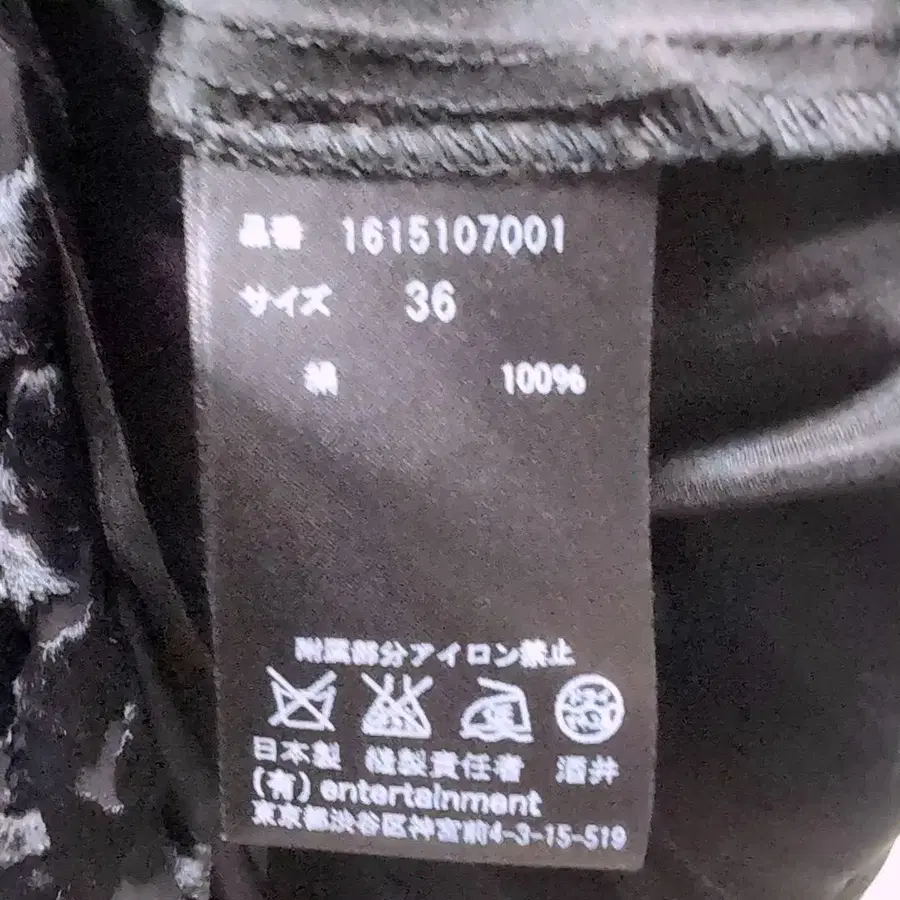 品番 1615107001
サイズ 36
100%
附属部分アイロン禁止
日本製 縫製責任者 酒井
(有) entertainment
東京都渋谷区神宮前4-3-15-519